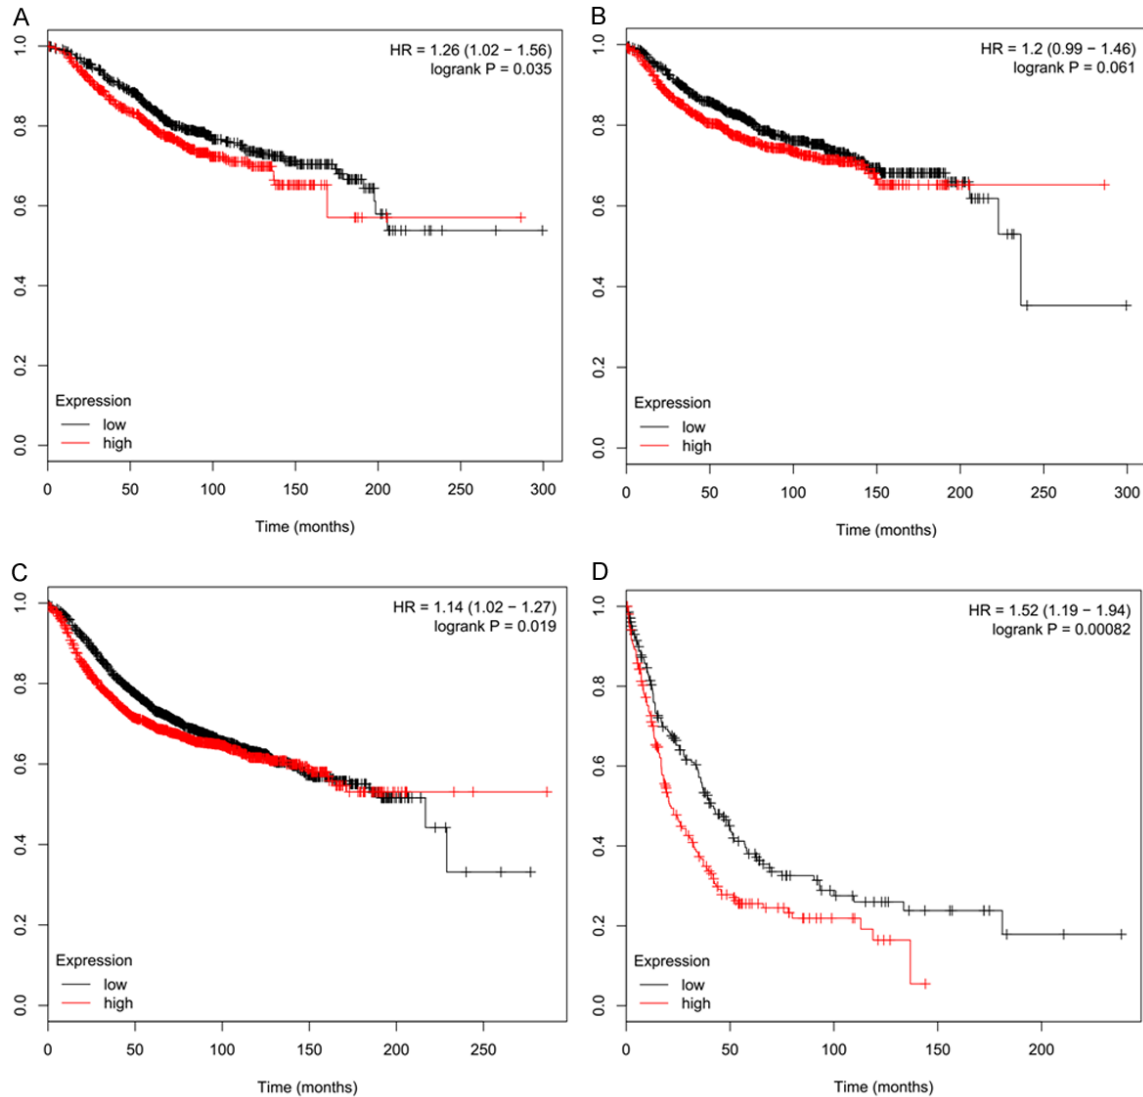 A
HR = 1.26 (1.02 − 1.56)
logrank P = 0.035
1.0
0.8
0.6
0.4
0.2
0.0
Expression
low
high
0 50 100 150 200 250 300
Time (months)
B
HR = 1.2 (0.99 − 1.46)
logrank P = 0.061
1.0
0.8
0.6
0.4
0.2
0.0
Expression
low
high
0 50 100 150 200 250 300
Time (months)
C
HR = 1.14 (1.02 − 1.27)
logrank P = 0.019
1.0
0.8
0.6
0.4
0.2
0.0
Expression
low
high
0 50 100 150 200 250
Time (months)
D
HR = 1.52 (1.19 − 1.94)
logrank P = 0.00082
1.0
0.8
0.6
0.4
0.2
0.0
Expression
low
high
0 50 100 150 200
Time (months)